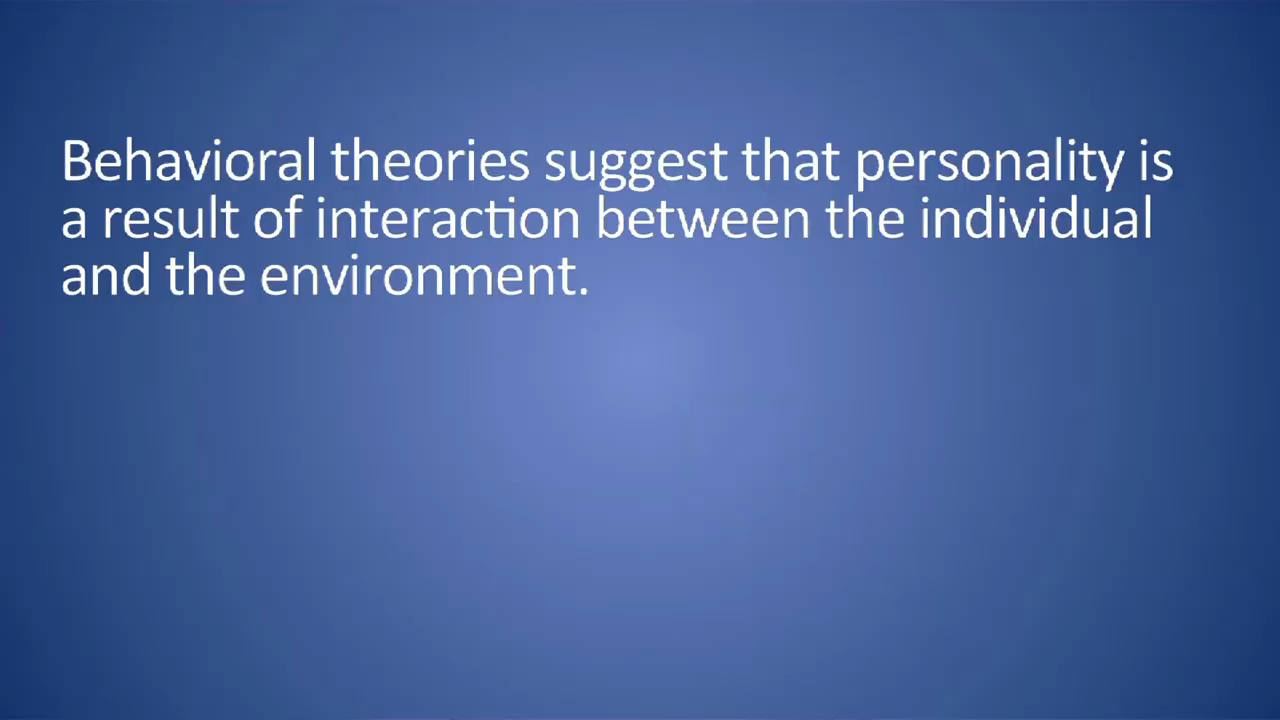 Behavioral theories suggest that personality is
a result of interaction between the individual
and the environment.